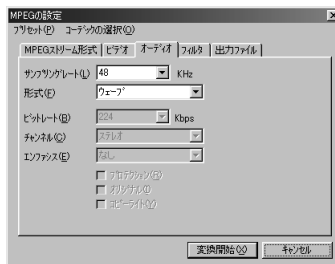 MPEGの設定
プリセット(P) コーデックの選択(O)
MPEGストリーム形式 ビデオ オーディオ フィルタ 出力ファイル
サンプリングレート(L) 48 KHz
形式(F) ウェーブ
ビットレート(B) 224 Kbps
チャンネル(C) ステレオ
エンファシス(E) なし
プロテクション(R)
オリジナル(I)
コピーライト(Y)
変換開始(X) キャンセル